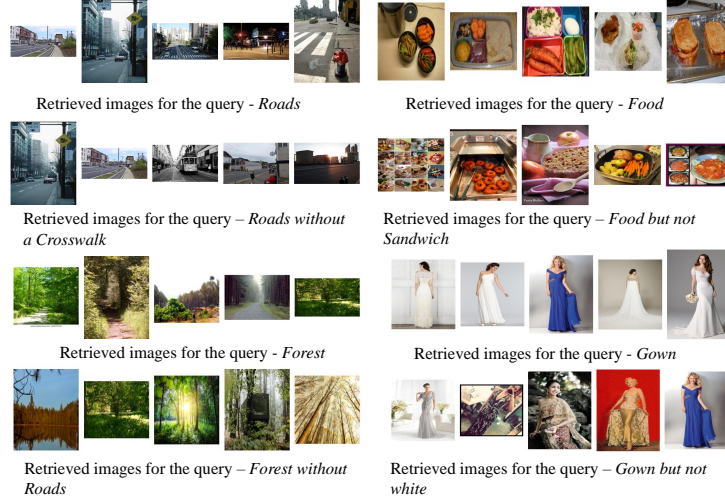 Retrieved images for the query - Roads
Retrieved images for the query - Food
Retrieved images for the query – Roads without
a Crosswalk
Retrieved images for the query – Food but not
Sandwich
Retrieved images for the query - Forest
Retrieved images for the query - Gown
Retrieved images for the query – Forest without
Roads
Retrieved images for the query – Gown but not
white